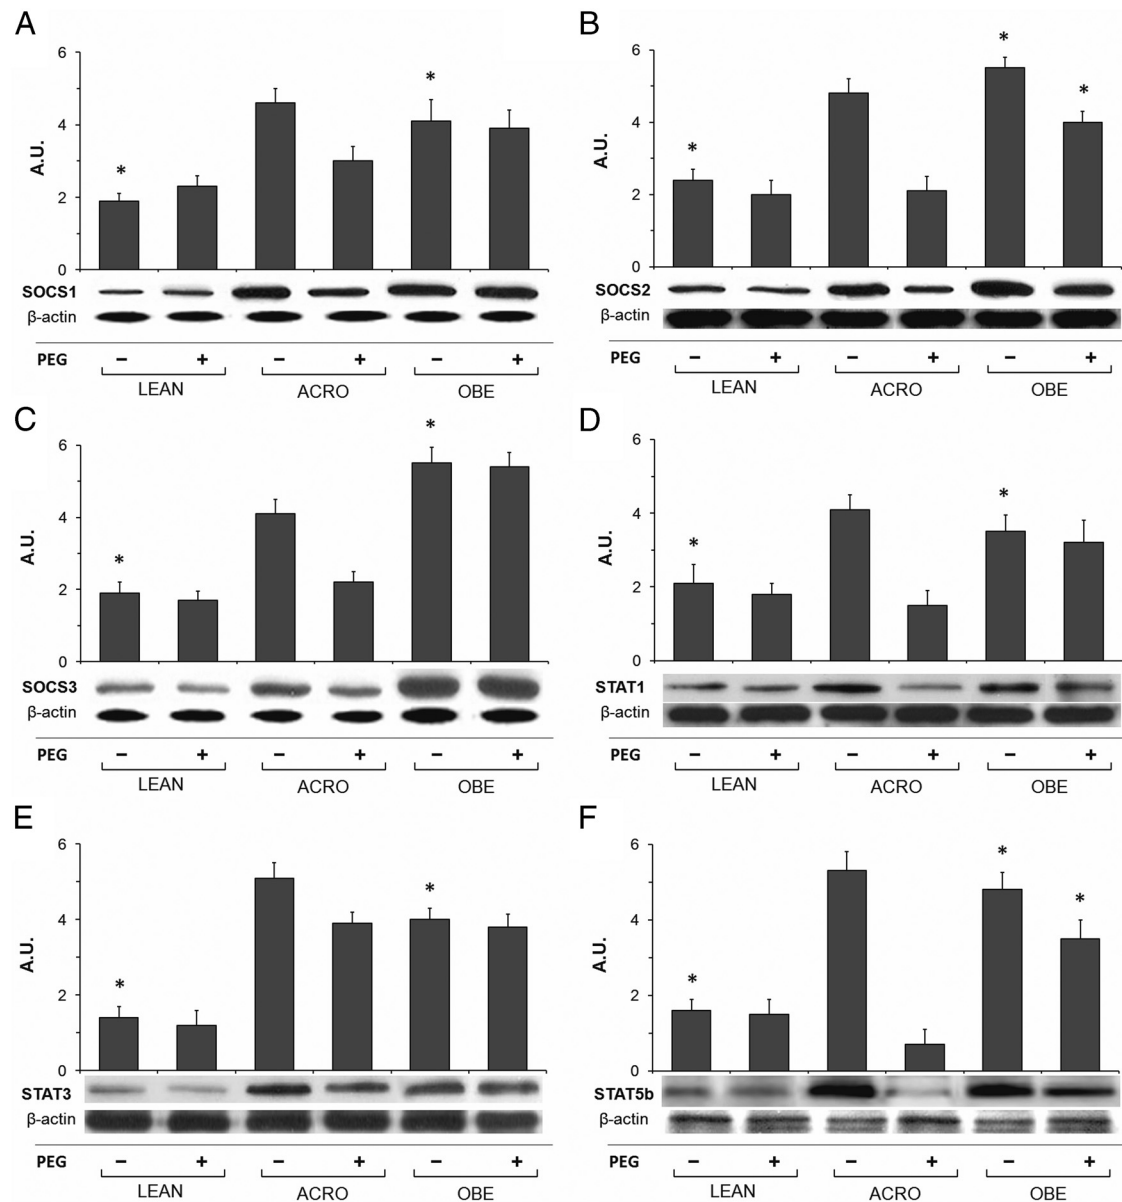 A
6
4
2
0
A.U.
*
*
SOCS1
β-actin
PEG − + − + − +
LEAN ACRO OBE
B
6
4
2
0
A.U.
*
*
*
SOCS2
β-actin
PEG − + − + − +
LEAN ACRO OBE
C
6
4
2
0
A.U.
*
*
SOCS3
β-actin
PEG − + − + − +
LEAN ACRO OBE
D
6
4
2
0
A.U.
*
*
STAT1
β-actin
PEG − + − + − +
LEAN ACRO OBE
E
6
4
2
0
A.U.
*
*
STAT3
β-actin
PEG − + − + − +
LEAN ACRO OBE
F
6
4
2
0
A.U.
*
*
*
STAT5b
β-actin
PEG − + − + − +
LEAN ACRO OBE